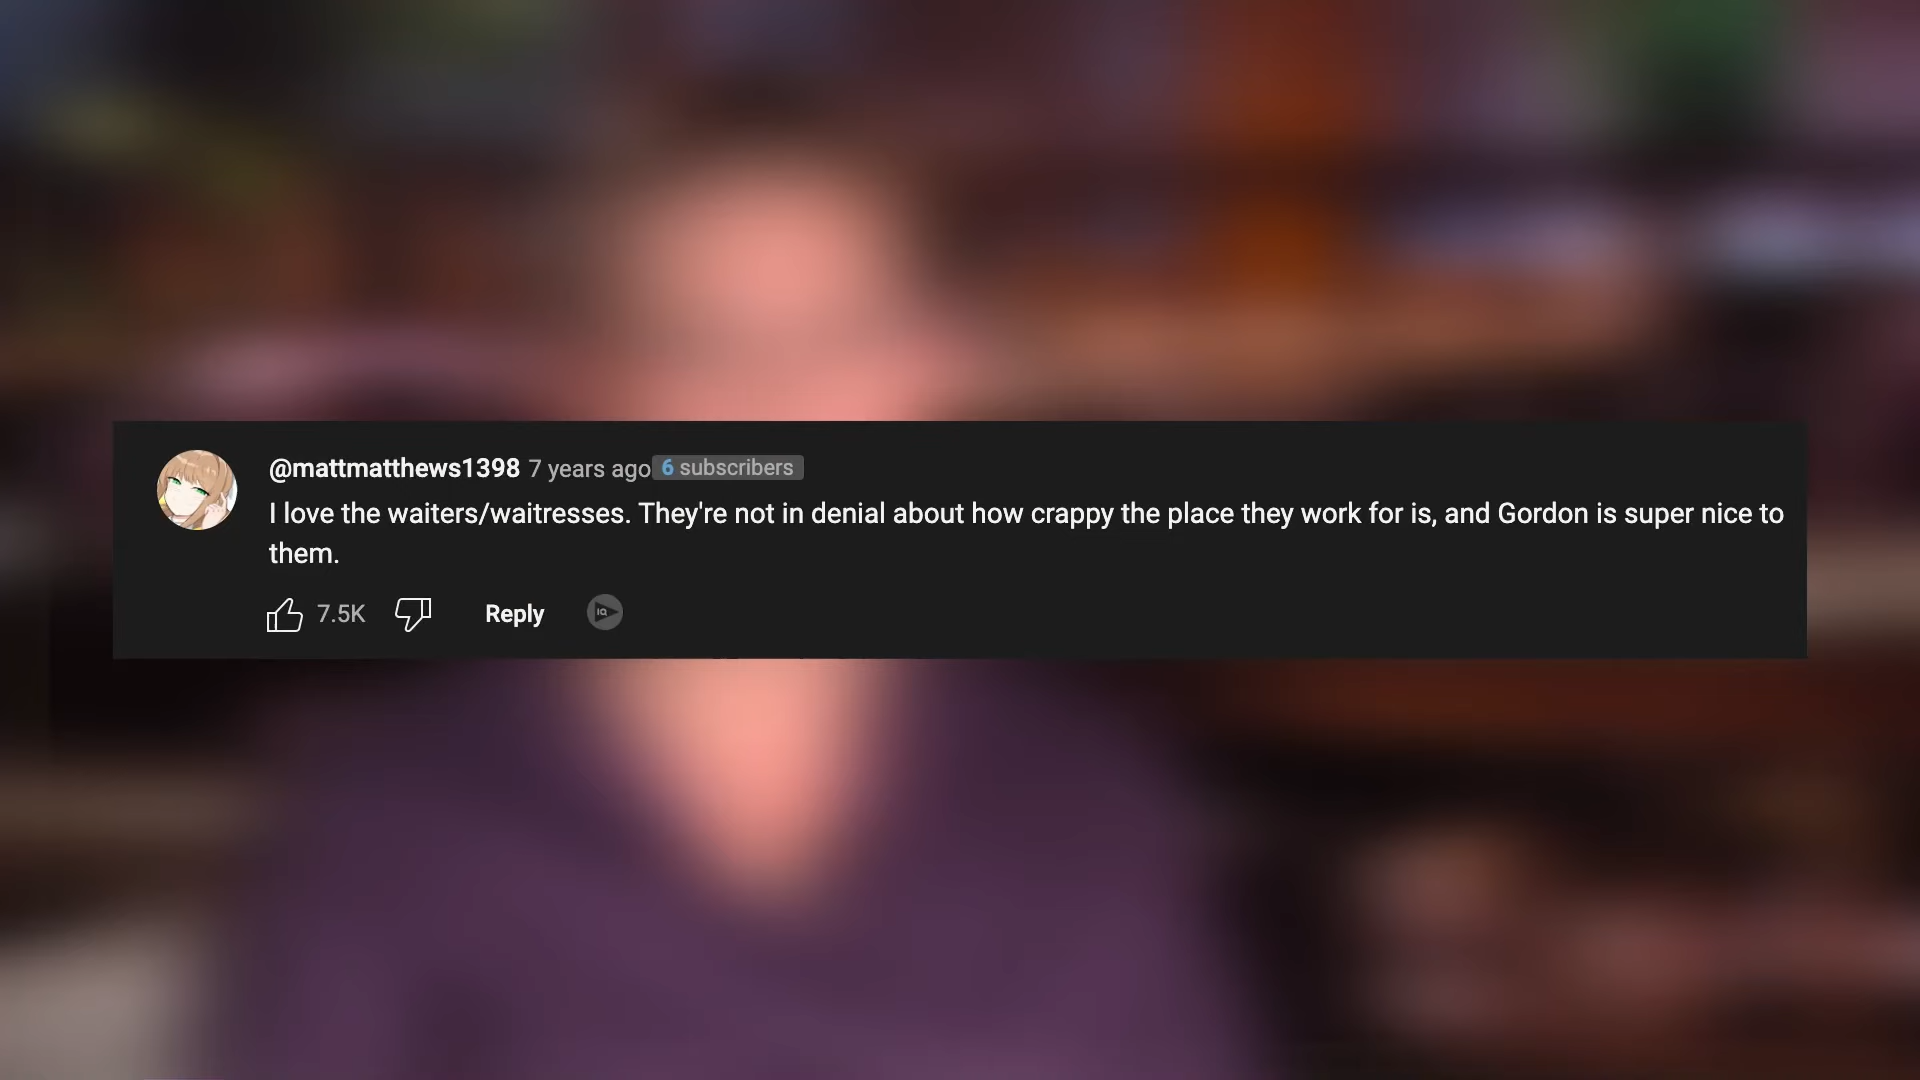 @mattmatthews1398 7 years ago 6 subscribers
I love the waiters/waitresses. They're not in denial about how crappy the place they work for is, and Gordon is super nice to
them.
7.5K Reply IQ